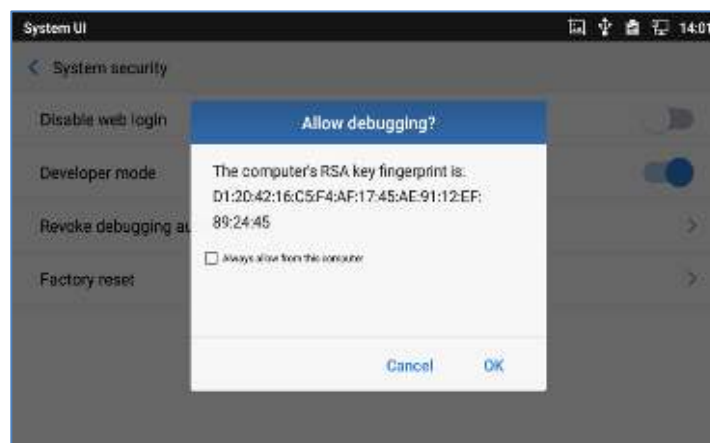 System UI
14:01
System security
Disable web login
Developer mode
Revoke debugging au
Factory reset
Allow debugging?
The computer's RSA key fingerprint is:
D1:2D:42:16:C5:F4:AF:17:45:AE:91:12:EF:
89:24:45
Always allow from this computer
Cancel
OK